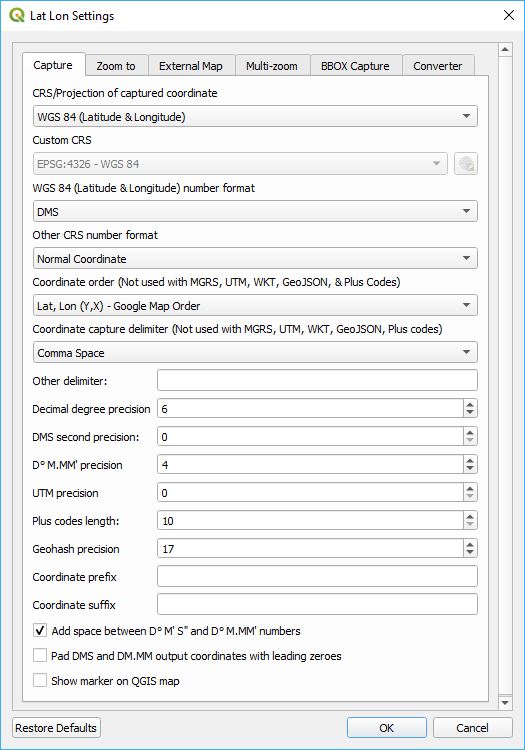 Lat Lon Settings
Capture Zoom to External Map Multi-zoom BBOX Capture Converter
CRS/Projection of captured coordinate
WGS 84 (Latitude & Longitude)
Custom CRS
EPSG:4326 - WGS 84
WGS 84 (Latitude & Longitude) number format
DMS
Other CRS number format
Normal Coordinate
Coordinate order (Not used with MGRS, UTM, WKT, GeoJSON, & Plus Codes)
Lat, Lon (Y,X) - Google Map Order
Coordinate capture delimiter (Not used with MGRS, UTM, WKT, GeoJSON, Plus codes)
Comma Space
Other delimiter:
Decimal degree precision 6
DMS second precision: 0
D° M.MM' precision 4
UTM precision 0
Plus codes length: 10
Geohash precision 17
Coordinate prefix
Coordinate suffix
Add space between D° M' S" and D° M.MM' numbers
Pad DMS and DM.MM output coordinates with leading zeroes
Show marker on QGIS map
Restore Defaults OK Cancel